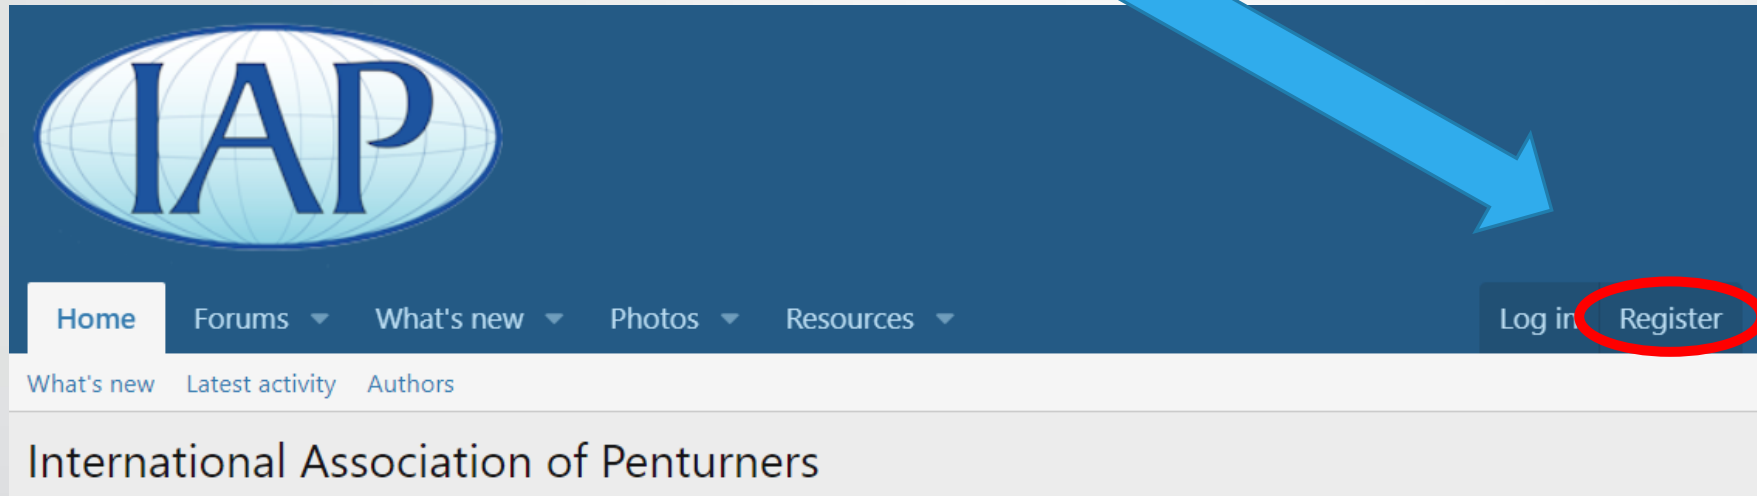 IAP
Home Forums What's new Photos Resources Log in Register
What's new Latest activity Authors
International Association of Penturners